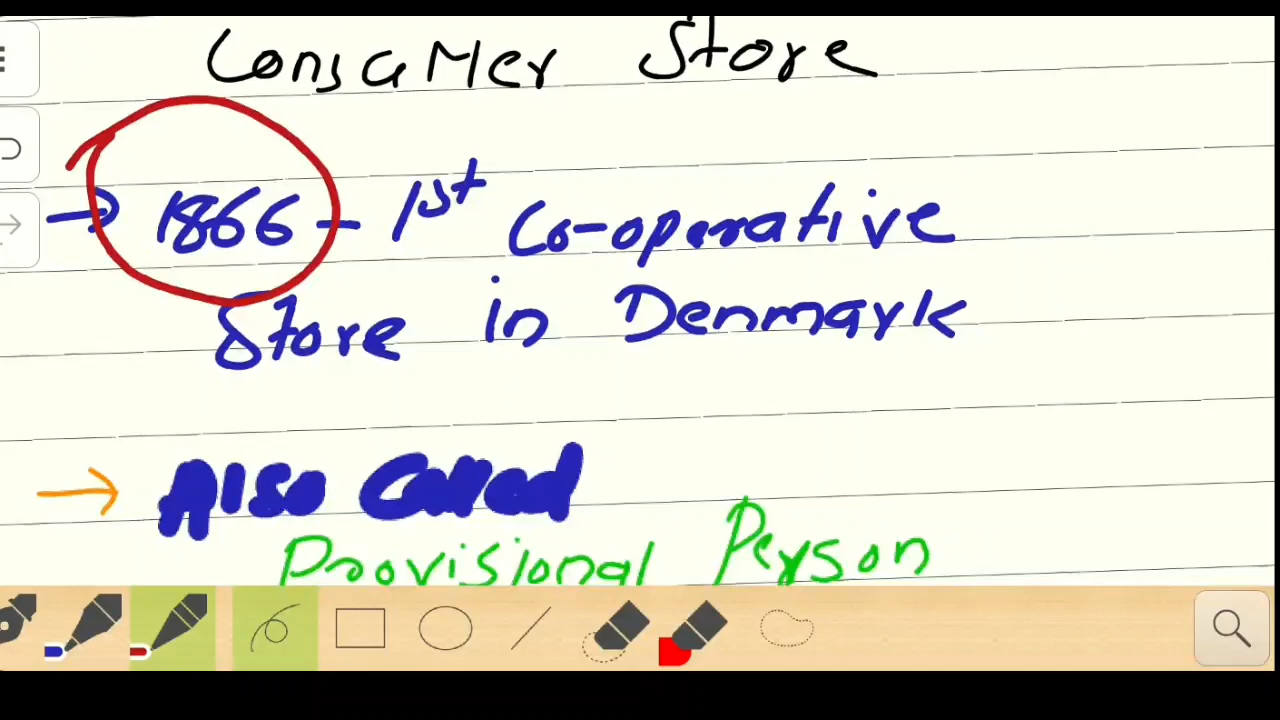 Consumer Store
→ 1866 - 1st Co-operative
Store in Denmark
→ Also Called
Provisional Person